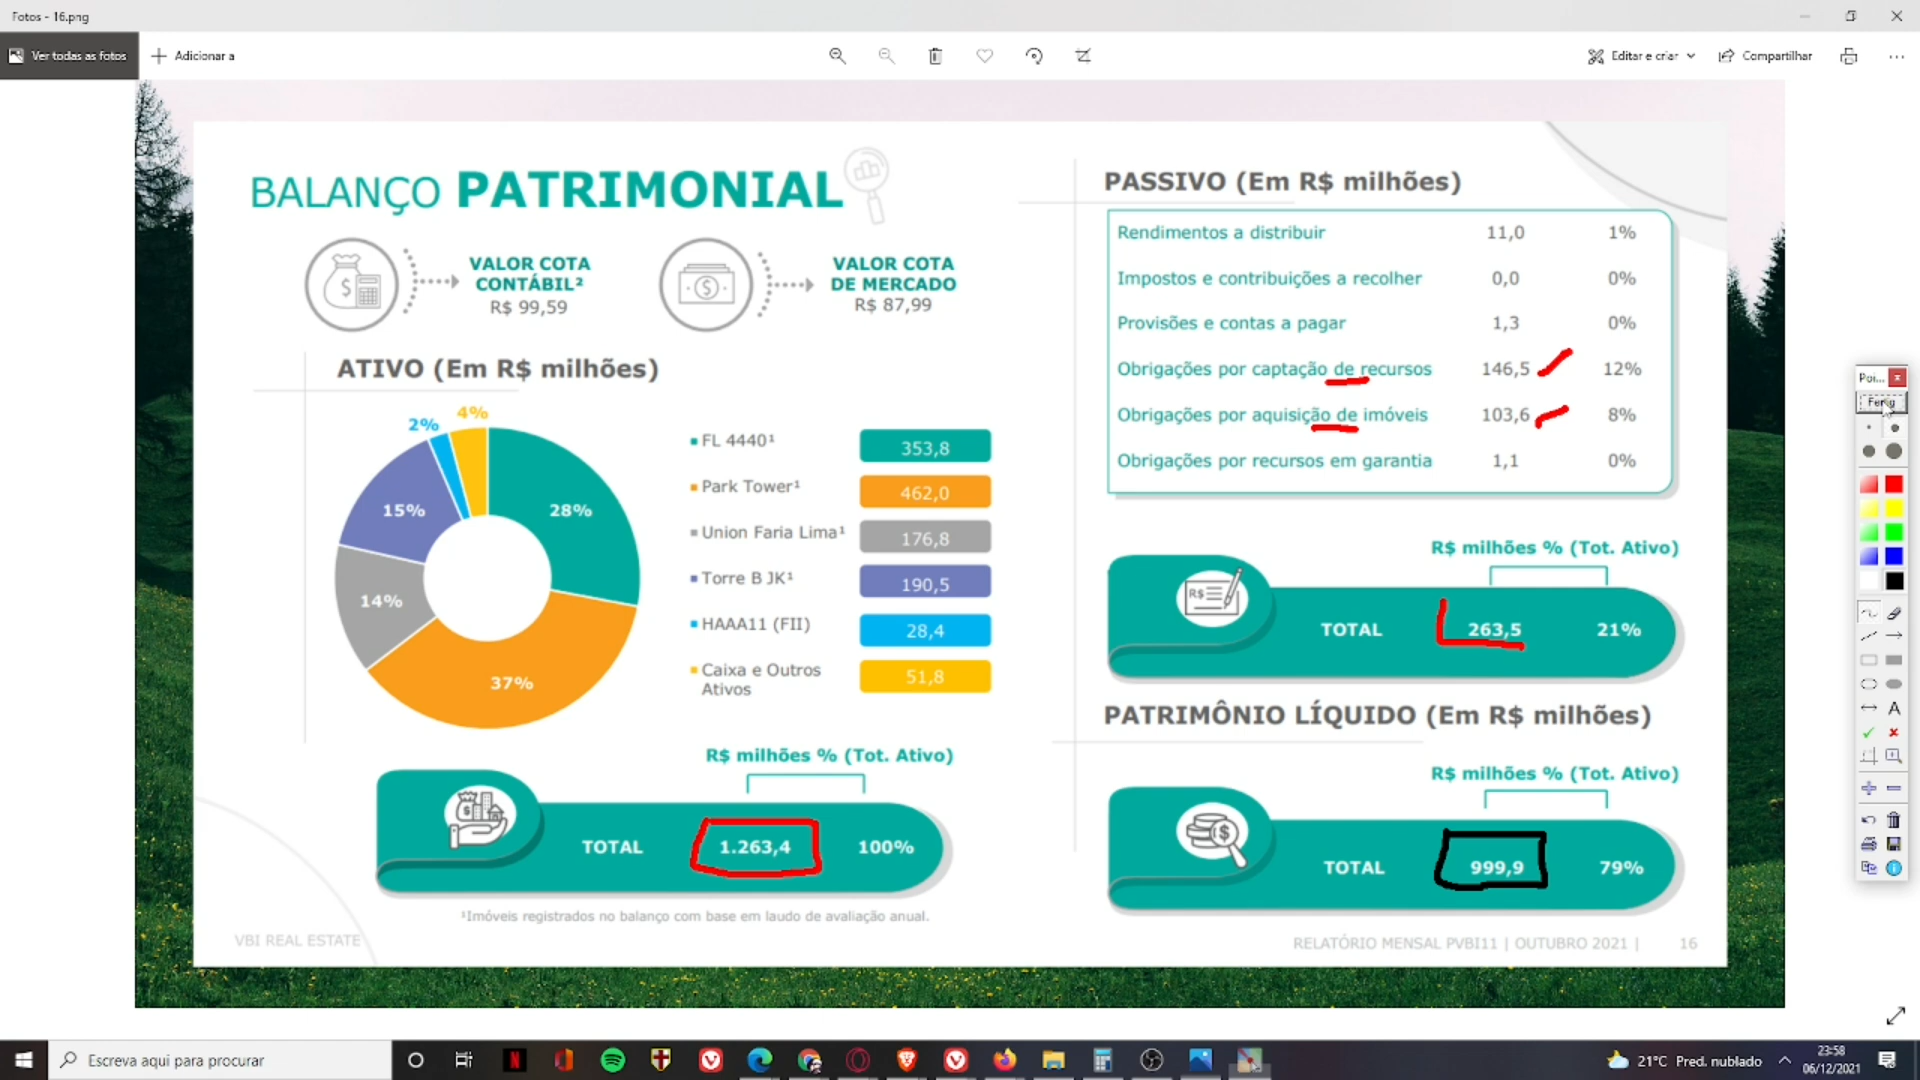 Fotos - 16.png
Ver todas as fotos
Adicionar a
Editar e criar
Compartilhar
BALANÇO PATRIMONIAL
VALOR COTA
CONTÁBIL²
R$ 99,59
VALOR COTA
DE MERCADO
R$ 87,99
ATIVO (Em R$ milhões)
2%
4%
28%
15%
14%
37%
FL 4440¹ 353,8
Park Tower¹ 462,0
Union Faria Lima¹ 176,8
Torre B JK¹ 190,5
HAAA11 (FII) 28,4
Caixa e Outros
Ativos 51,8
R$ milhões % (Tot. Ativo)
TOTAL 1.263,4 100%
¹Imóveis registrados no balanço com base em laudo de avaliação anual.
VBI REAL ESTATE
PASSIVO (Em R$ milhões)
Rendimentos a distribuir 11,0 1%
Impostos e contribuições a recolher 0,0 0%
Provisões e contas a pagar 1,3 0%
Obrigações por captação de recursos 146,5 12%
Obrigações por aquisição de imóveis 103,6 8%
Obrigações por recursos em garantia 1,1 0%
R$ milhões % (Tot. Ativo)
R$
TOTAL 263,5 21%
PATRIMÔNIO LÍQUIDO (Em R$ milhões)
R$ milhões % (Tot. Ativo)
TOTAL 999,9 79%
RELATÓRIO MENSAL PVBI11 | OUTUBRO 2021 | 16
Poi...
A
Escreva aqui para procurar
21°C Pred. nublado
23:58
06/12/2021